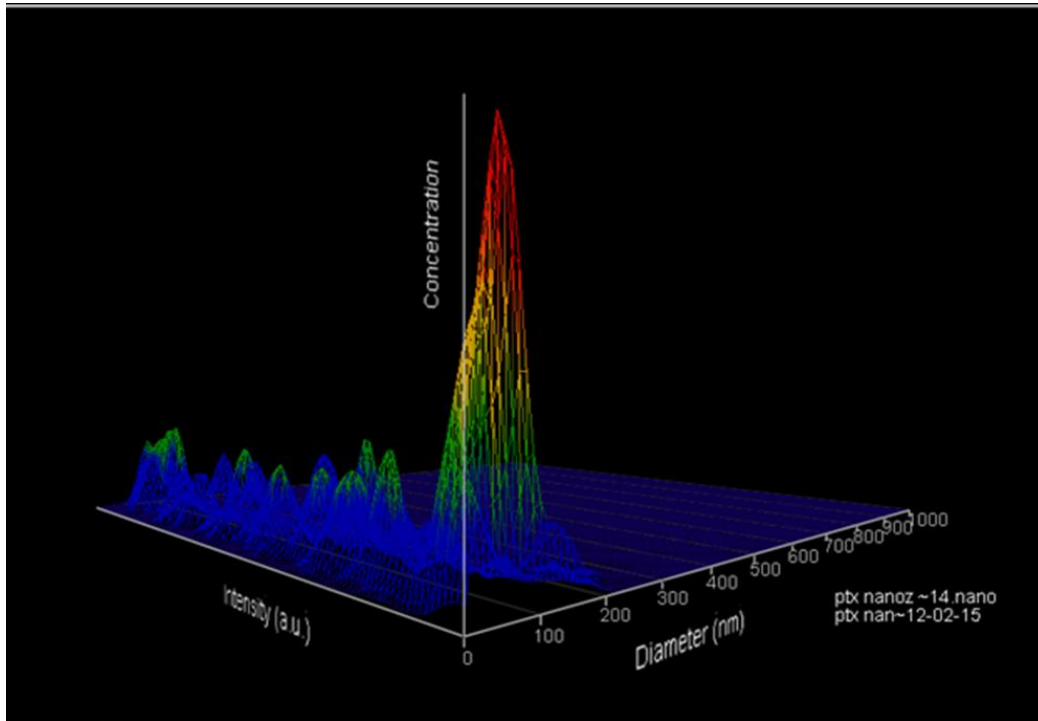 Concentration
Intensity (a.u.)
0
100
200
300
400
500
600
700
800
900
1000
Diameter (nm)
ptx nanoz ~14.nano
ptx nan~12-02-15